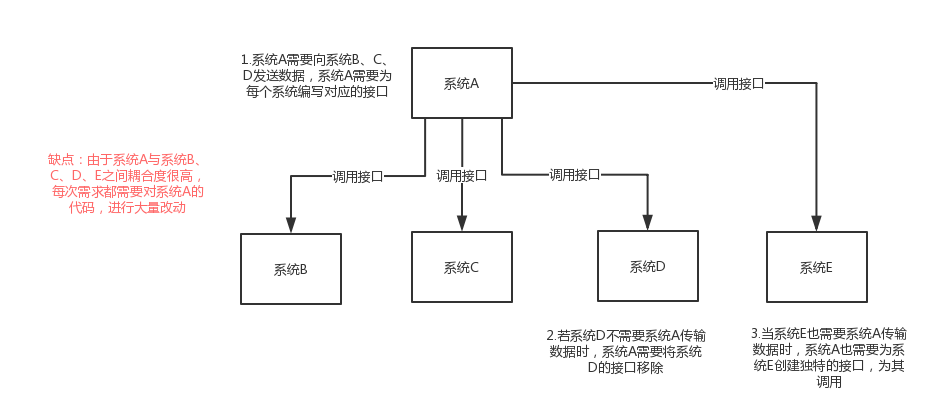 1.系统A需要向系统B、C、
D发送数据，系统A需要为
每个系统编写对应的接口
系统A
调用接口
缺点：由于系统A与系统B、
C、D、E之间耦合度很高，
每次需求都需要对系统A的
代码，进行大量改动
调用接口
调用接口
调用接口
系统B
系统C
系统D
系统E
2.若系统D不需要系统A传输
数据时，系统A需要将系统
D的接口移除
3.当系统E也需要系统A传输
数据时，系统A也需要为系
统E创建独特的接口，为其
调用